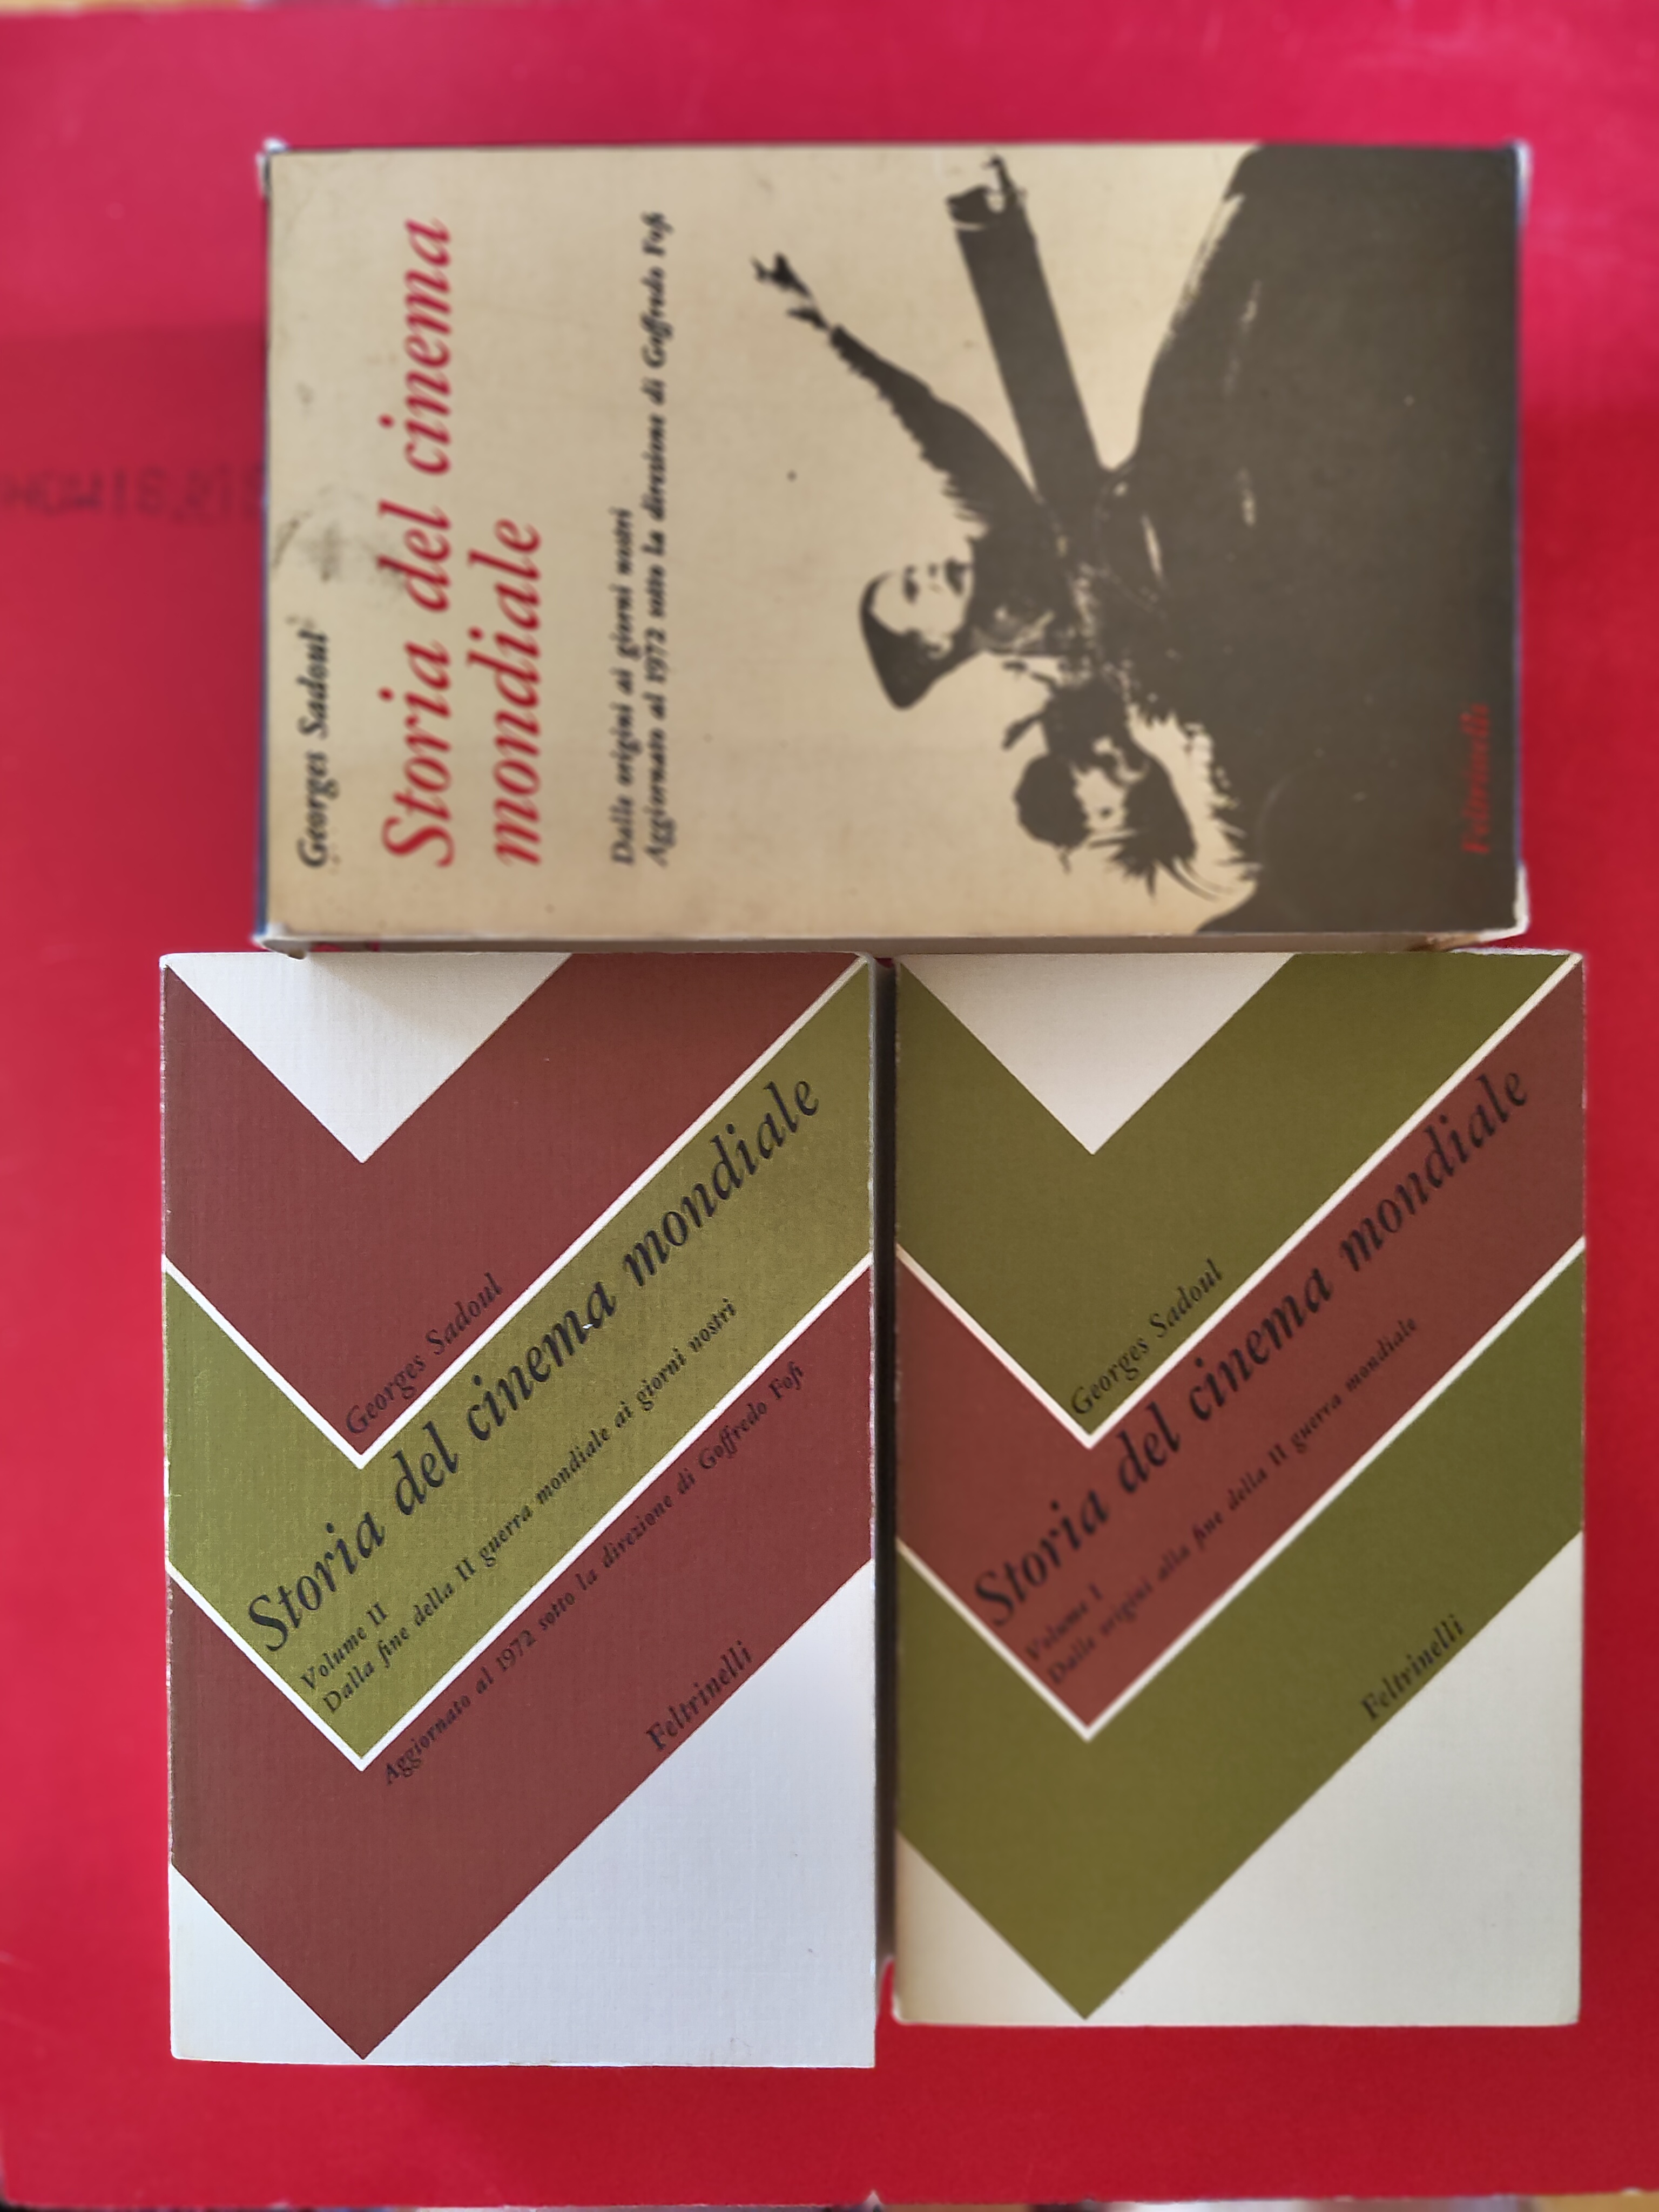 Georges Sadoul
Storia del cinema
mondiale
Dalle origini ai giorni nostri
Aggiornato al 1972 sotto la direzione di Goffredo Fofi
Feltrinelli
Georges Sadoul
Storia del cinema mondiale
Volume II
Dalla fine della II guerra mondiale ai giorni nostri
Aggiornato al 1972 sotto la direzione di Goffredo Fofi
Feltrinelli
Georges Sadoul
Storia del cinema mondiale
Volume I
Dalle origini alla fine della II guerra mondiale
Feltrinelli